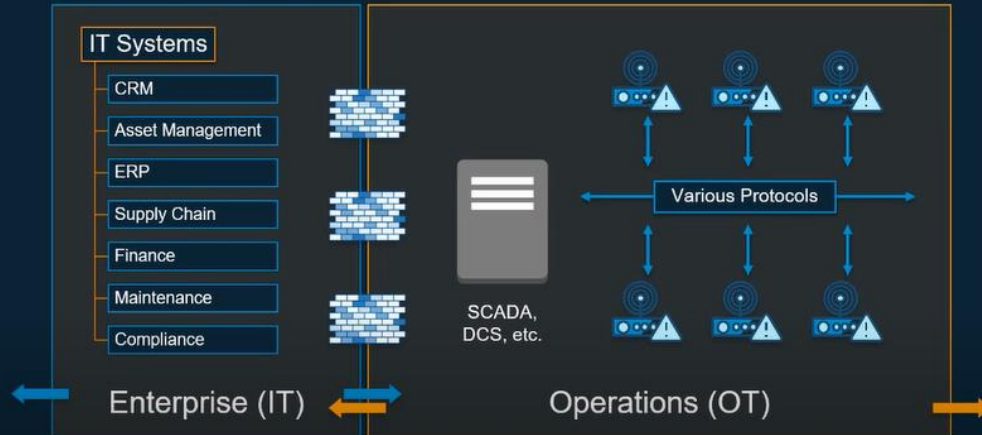 IT Systems
CRM
Asset Management
ERP
Supply Chain
Finance
Maintenance
Compliance
SCADA,
DCS, etc.
Various Protocols
Enterprise (IT)
Operations (OT)